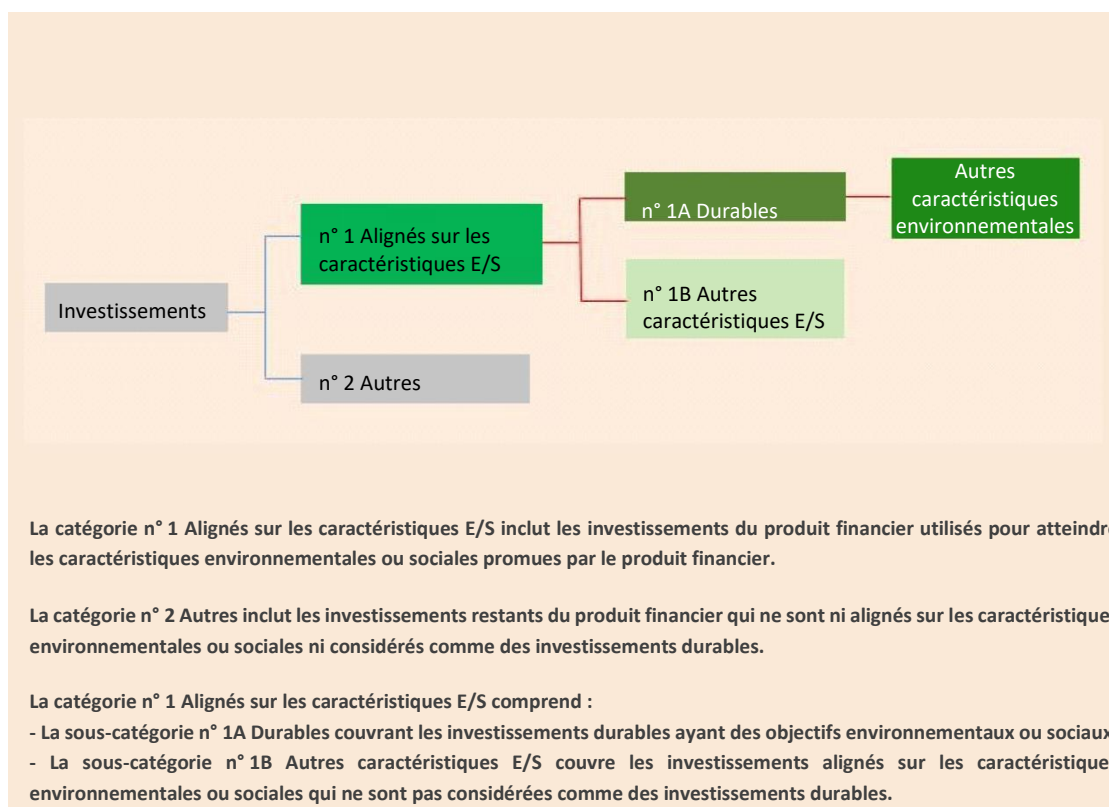 Autres
caractéristiques
environnementales
n° 1A Durables
n° 1 Alignés sur les
caractéristiques E/S
n° 1B Autres
caractéristiques E/S
Investissements
n° 2 Autres
La catégorie n° 1 Alignés sur les caractéristiques E/S inclut les investissements du produit financier utilisés pour atteindre
les caractéristiques environnementales ou sociales promues par le produit financier.
La catégorie n° 2 Autres inclut les investissements restants du produit financier qui ne sont ni alignés sur les caractéristique
environnementales ou sociales ni considérés comme des investissements durables.
La catégorie n° 1 Alignés sur les caractéristiques E/S comprend :
- La sous-catégorie n° 1A Durables couvrant les investissements durables ayant des objectifs environnementaux ou sociaux
- La sous-catégorie n° 1B Autres caractéristiques E/S couvre les investissements alignés sur les caractéristique
environnementales ou sociales qui ne sont pas considérées comme des investissements durables.